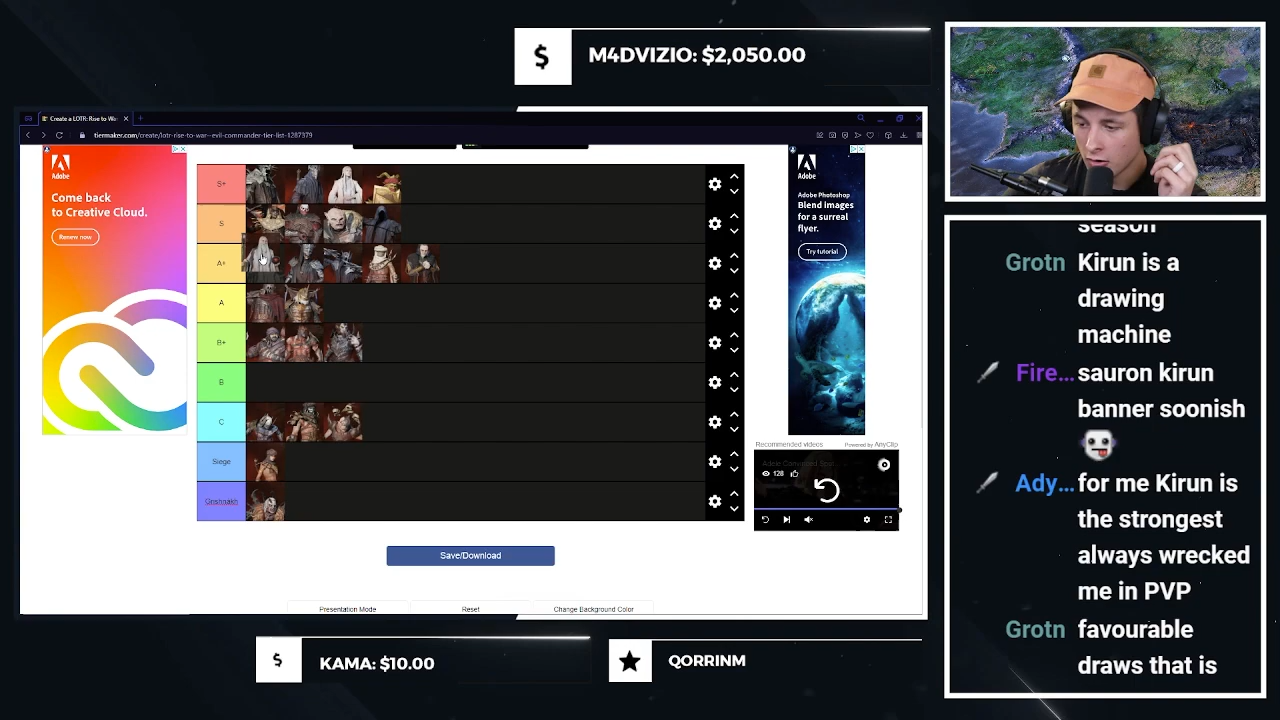 M4DVIZIO: $2,050.00
Create a LOTR: Rise to War
tiermaker.com/create/lotr-rise-to-war--evil-commander-tier-list-1287379
Adobe
Come back
to Creative Cloud.
Renew now
S+
S
A+
A
B+
B
C
Siege
Grishnákh
Adobe
Adobe Photoshop
Blend images
for a surreal
flyer.
Try tutorial
Recommended videos
Powered by AnyClip
128
Save/Download
Presentation Mode
Reset
Change Background Color
season
Grotn Kirun is a
drawing
machine
Fire… sauron kirun
banner soonish
Ady… for me Kirun is
the strongest
always wrecked
me in PVP
Grotn favourable
draws that is
KAMA: $10.00
QORRINM